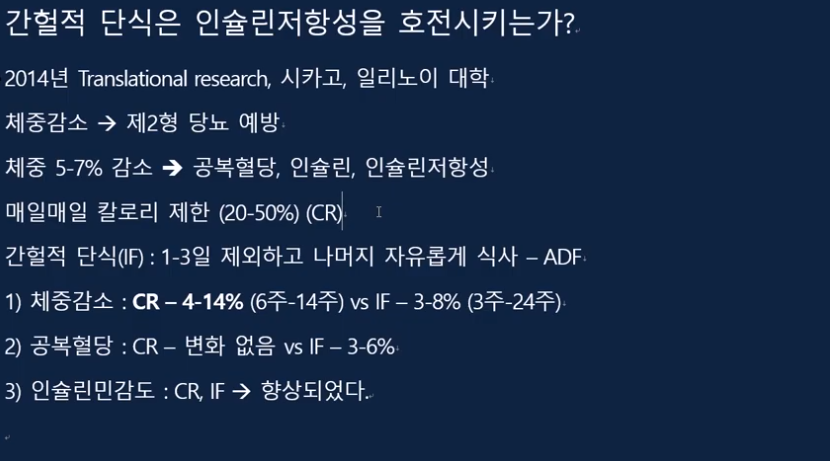 간헐적 단식은 인슐린저항성을 호전시키는가?
2014년 Translational research, 시카고, 일리노이 대학
체중감소 → 제2형 당뇨 예방
체중 5-7% 감소 → 공복혈당, 인슐린, 인슐린저항성
매일매일 칼로리 제한 (20-50%) (CR)
간헐적 단식(IF) : 1-3일 제외하고 나머지 자유롭게 식사 – ADF
1) 체중감소 : CR – 4-14% (6주-14주) vs IF – 3-8% (3주-24주)
2) 공복혈당 : CR – 변화 없음 vs IF – 3-6%
3) 인슐린민감도 : CR, IF → 향상되었다.